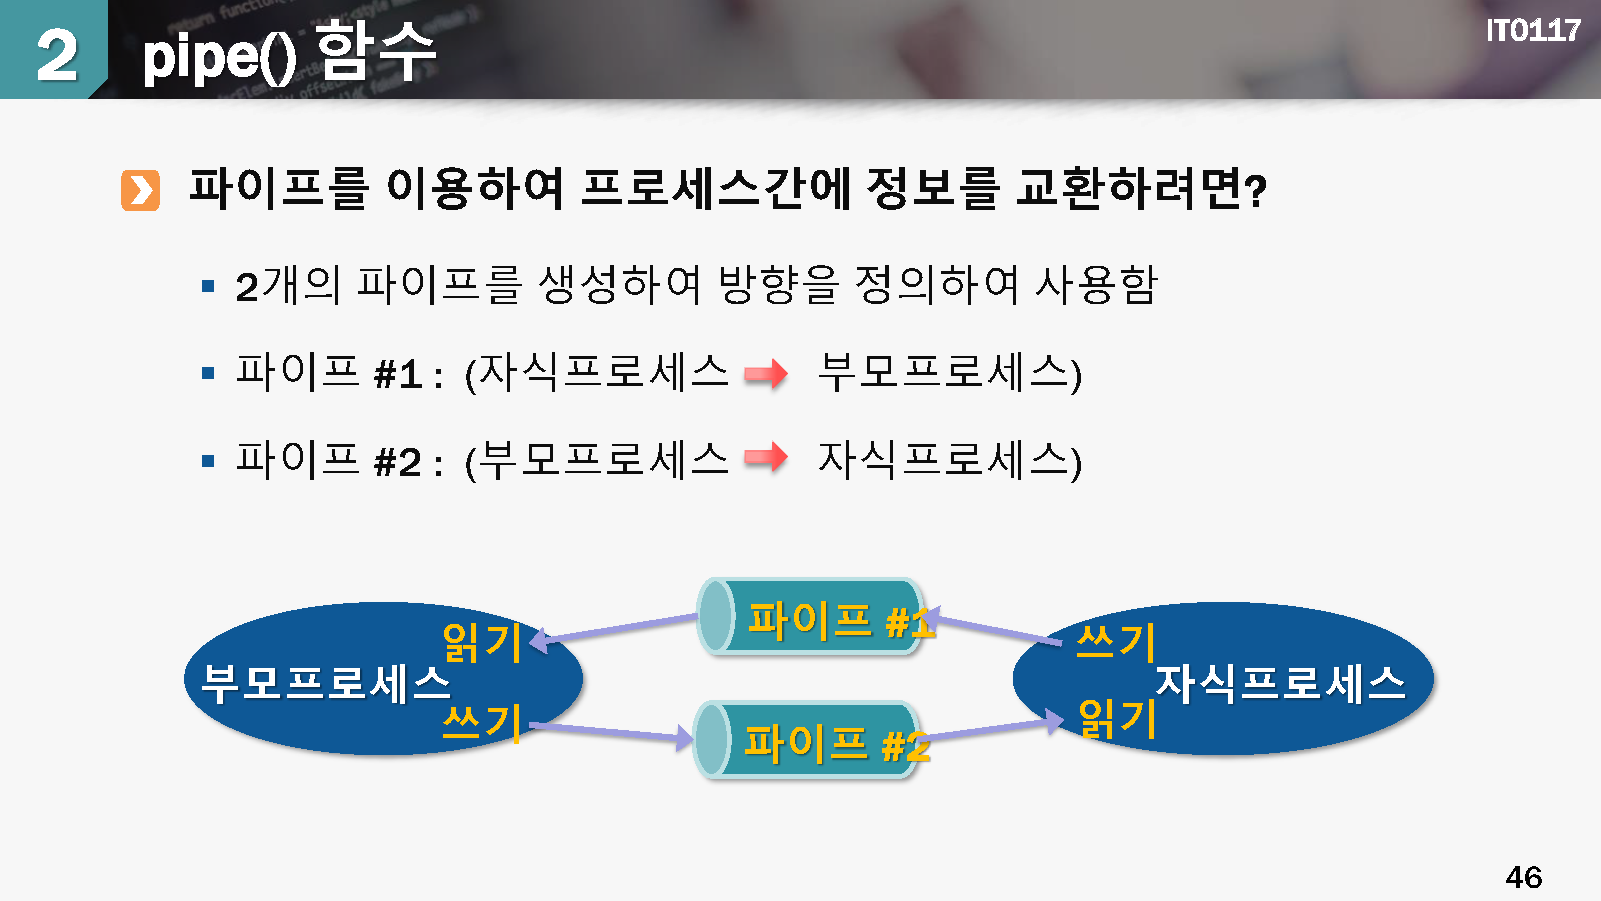 2
pipe() 함수
IT0117
파이프를 이용하여 프로세스간에 정보를 교환하려면?
2개의 파이프를 생성하여 방향을 정의하여 사용함
파이프 #1 : (자식프로세스 부모프로세스)
파이프 #2 : (부모프로세스 자식프로세스)
파이프 #1
읽기
쓰기
부모프로세스
자식프로세스
쓰기
읽기
파이프 #2
46